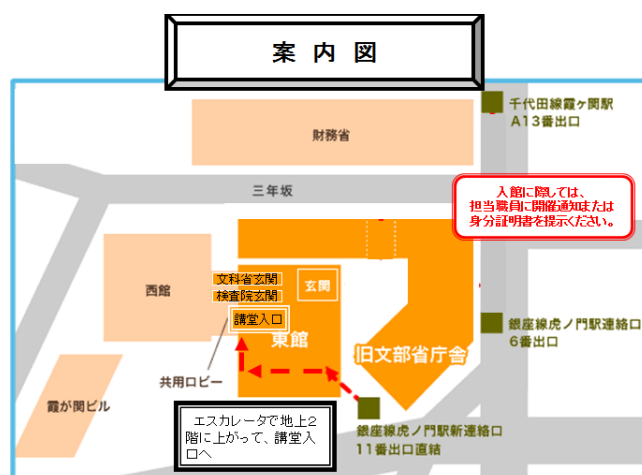 案 内 図
千代田線霞ヶ関駅
A13番出口
財務省
三年坂
入館に際しては、
担当職員に開催通知または
身分証明書を提示ください。
西館
文科省玄関
検査院玄関
玄関
講堂入口
東館
旧文部省庁舎
銀座線虎ノ門駅連絡口
6番出口
共用ロビー
霞が関ビル
エスカレータで地上2
階に上がって、講堂入
口へ
銀座線虎ノ門駅新連絡口
11番出口直結